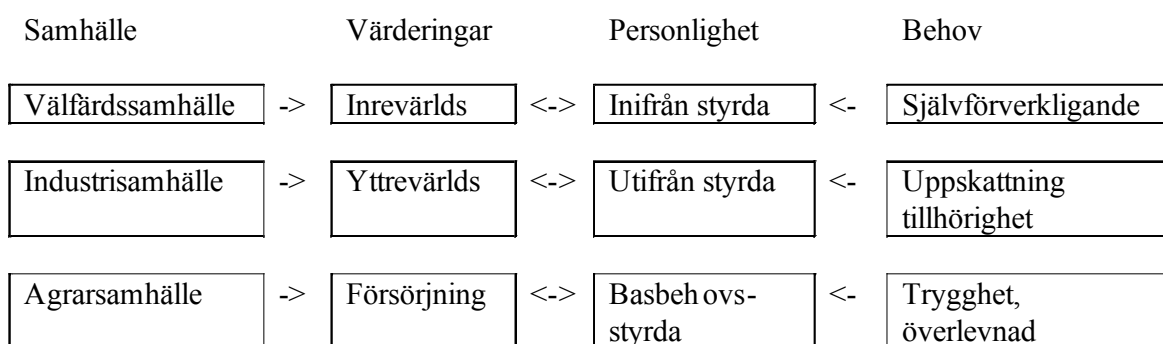 Samhälle Värderingar Personlighet Behov
Välfärdssamhälle -> Inrevärlds <-> Inifrån styrda <- Självförverkligande
Industrisamhälle -> Yttrevärlds <-> Utifrån styrda <- Uppskattning
tillhörighet
Agrarsamhälle -> Försörjning <-> Basbehovs- <- Trygghet,
styrda överlevnad